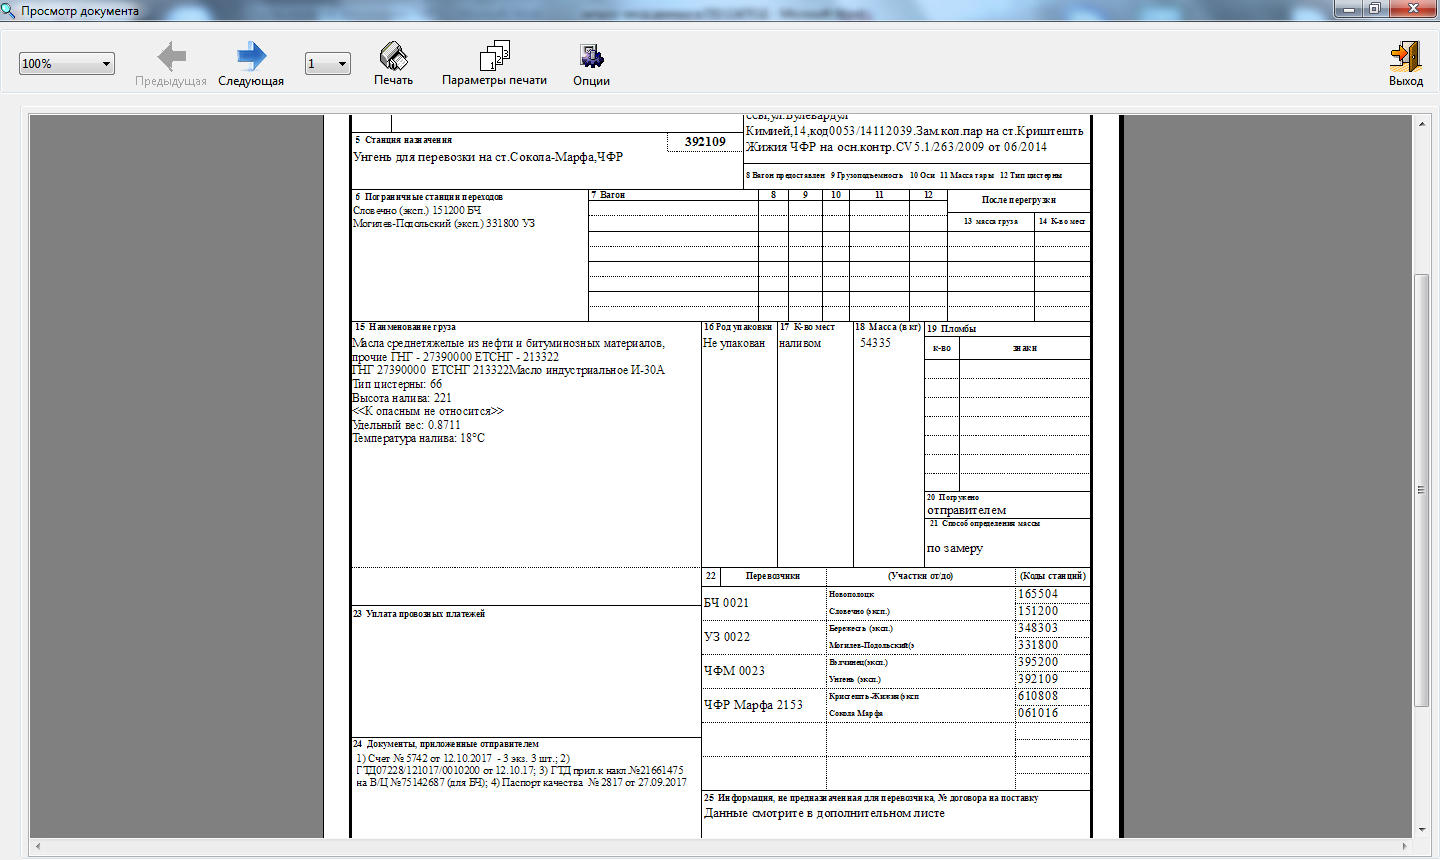 Просмотр документа
100%
Предыдущая
Следующая
1
Печать
Параметры печати
Опции
Выход
ссы,ул.Булевардул
Кимией,14,код0053/14112039.Зам.кол.пар на ст.Криштешть
Жижия ЧФР на осн.контр.CV5.1/263/2009 от 06/2014
5 Станция назначения
392109
Унгень для перевозки на ст.Сокола-Марфа,ЧФР
8 Вагон предоставлен 9 Грузоподъемность 10 Оси 11 Масса тары 12 Тип цистерны
6 Пограничные станции переходов
Словечно (эксп.) 151200 БЧ
Могилев-Подольский (эксп.) 331800 УЗ
7 Вагон
8
9
10
11
12
После перегрузки
13 масса груза
14 К-во мест
15 Наименование груза
Масла среднетяжелые из нефти и битуминозных материалов,
прочие ГНГ - 27390000 ЕТСНГ - 213322
ГНГ 27390000 ЕТСНГ 213322Масло индустриальное И-30А
Тип цистерны: 66
Высота налива: 221
<<К опасным не относится>>
Удельный вес: 0.8711
Температура налива: 18°С
16 Род упаковки
Не упакован
17 К-во мест
наливом
18 Масса (в кг)
54335
19 Пломбы
к-во
знаки
20 Погружено
отправителем
21 Способ определения массы
по замеру
22
Перевозчики
(Участки от/до)
(Коды станций)
БЧ 0021
Новополоцк
165504
Словечно (эксп.)
151200
УЗ 0022
Бережесть (эксп.)
348303
Могилев-Подольский(э
331800
ЧФМ 0023
Вэлчинец(эксп.)
395200
Унгень (эксп.)
392109
ЧФР Марфа 2153
Кристешть-Жижия(эксп
610808
Сокола Марфа
061016
23 Уплата провозных платежей
24 Документы, приложенные отправителем
1) Счет № 5742 от 12.10.2017 - 3 экз. 3 шт.; 2)
ГТД07228/121017/0010200 от 12.10.17; 3) ГТД прил.к накл.№21661475
на В/Ц №75142687 (для БЧ); 4) Паспорт качества № 2817 от 27.09.2017
25 Информация, не предназначенная для перевозчика, № договора на поставку
Данные смотрите в дополнительном листе